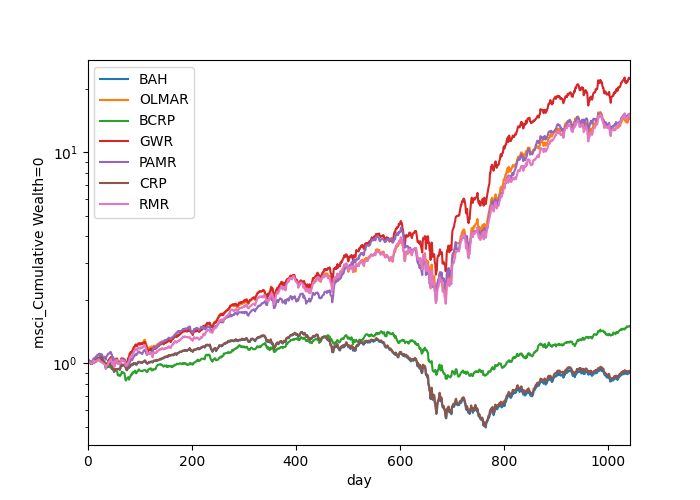 BAH
OLMAR
BCRP
GWR
PAMR
CRP
RMR
msci_Cumulative Wealth=0
10¹
10⁰
0 200 400 600 800 1000
day